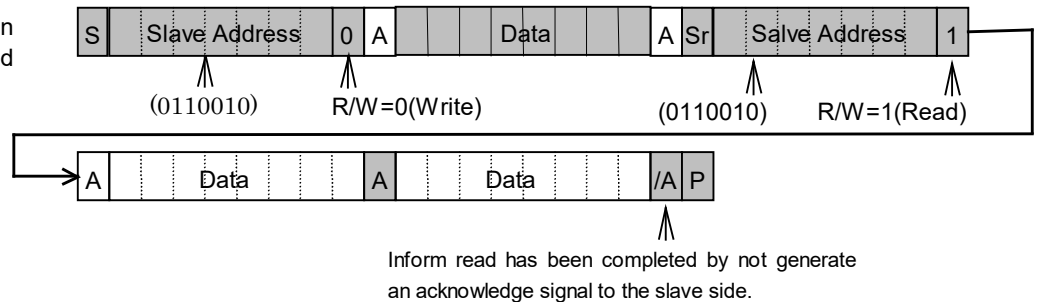 n
d
S Slave Address 0 A Data A Sr Salve Address 1
(0110010) R/W=0(Write) (0110010) R/W=1(Read)
A Data A Data /A P
Inform read has been completed by not generate
an acknowledge signal to the slave side.